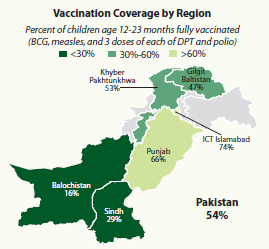 Vaccination Coverage by Region
Percent of children age 12-23 months fully vaccinated
(BCG, measles, and 3 doses of each of DPT and polio)
<30% 30%-60% >60%
Khyber
Pakhtunkhwa
53%
Gilgit
Baltistan
47%
ICT Islamabad
74%
Punjab
66%
Balochistan
16%
Sindh
29%
Pakistan
54%